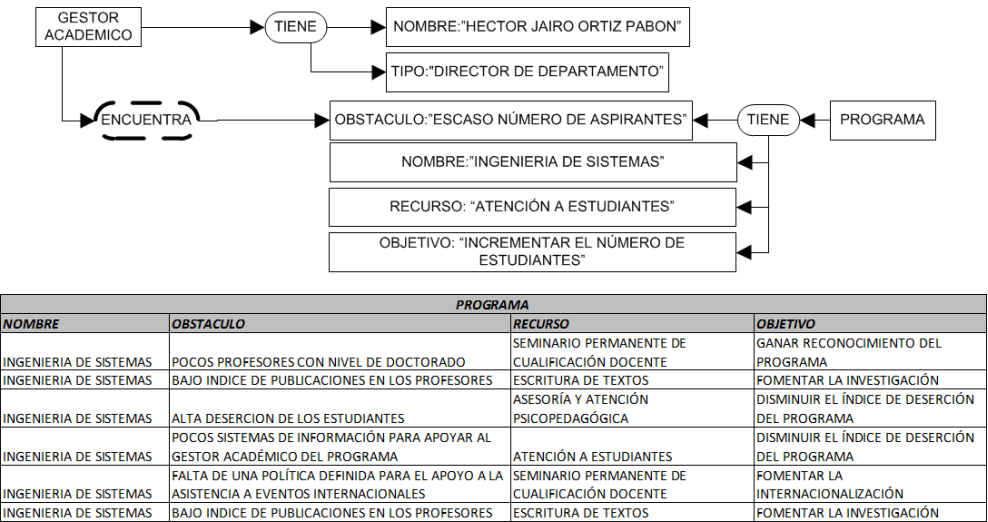 GESTOR
ACADEMICO
TIENE
NOMBRE:"HECTOR JAIRO ORTIZ PABON"
TIPO:"DIRECTOR DE DEPARTAMENTO"
ENCUENTRA
OBSTACULO:"ESCASO NÚMERO DE ASPIRANTES"
TIENE
PROGRAMA
NOMBRE:"INGENIERIA DE SISTEMAS"
RECURSO: “ATENCIÓN A ESTUDIANTES”
OBJETIVO: “INCREMENTAR EL NÚMERO DE
ESTUDIANTES”
PROGRAMA
NOMBRE OBSTACULO RECURSO OBJETIVO
SEMINARIO PERMANENTE DE GANAR RECONOCIMIENTO DEL
INGENIERIA DE SISTEMAS POCOS PROFESORES CON NIVEL DE DOCTORADO CUALIFICACIÓN DOCENTE PROGRAMA
INGENIERIA DE SISTEMAS BAJO INDICE DE PUBLICACIONES EN LOS PROFESORES ESCRITURA DE TEXTOS FOMENTAR LA INVESTIGACIÓN
ASESORÍA Y ATENCIÓN DISMINUIR EL ÍNDICE DE DESERCIÓN
INGENIERIA DE SISTEMAS ALTA DESERCION DE LOS ESTUDIANTES PSICOPEDAGÓGICA DEL PROGRAMA
POCOS SISTEMAS DE INFORMACIÓN PARA APOYAR AL DISMINUIR EL ÍNDICE DE DESERCIÓN
INGENIERIA DE SISTEMAS GESTOR ACADÉMICO DEL PROGRAMA ATENCIÓN A ESTUDIANTES DEL PROGRAMA
FALTA DE UNA POLÍTICA DEFINIDA PARA EL APOYO A LA SEMINARIO PERMANENTE DE FOMENTAR LA
INGENIERIA DE SISTEMAS ASISTENCIA A EVENTOS INTERNACIONALES CUALIFICACIÓN DOCENTE INTERNACIONALIZACIÓN
INGENIERIA DE SISTEMAS BAJO INDICE DE PUBLICACIONES EN LOS PROFESORES ESCRITURA DE TEXTOS FOMENTAR LA INVESTIGACIÓN